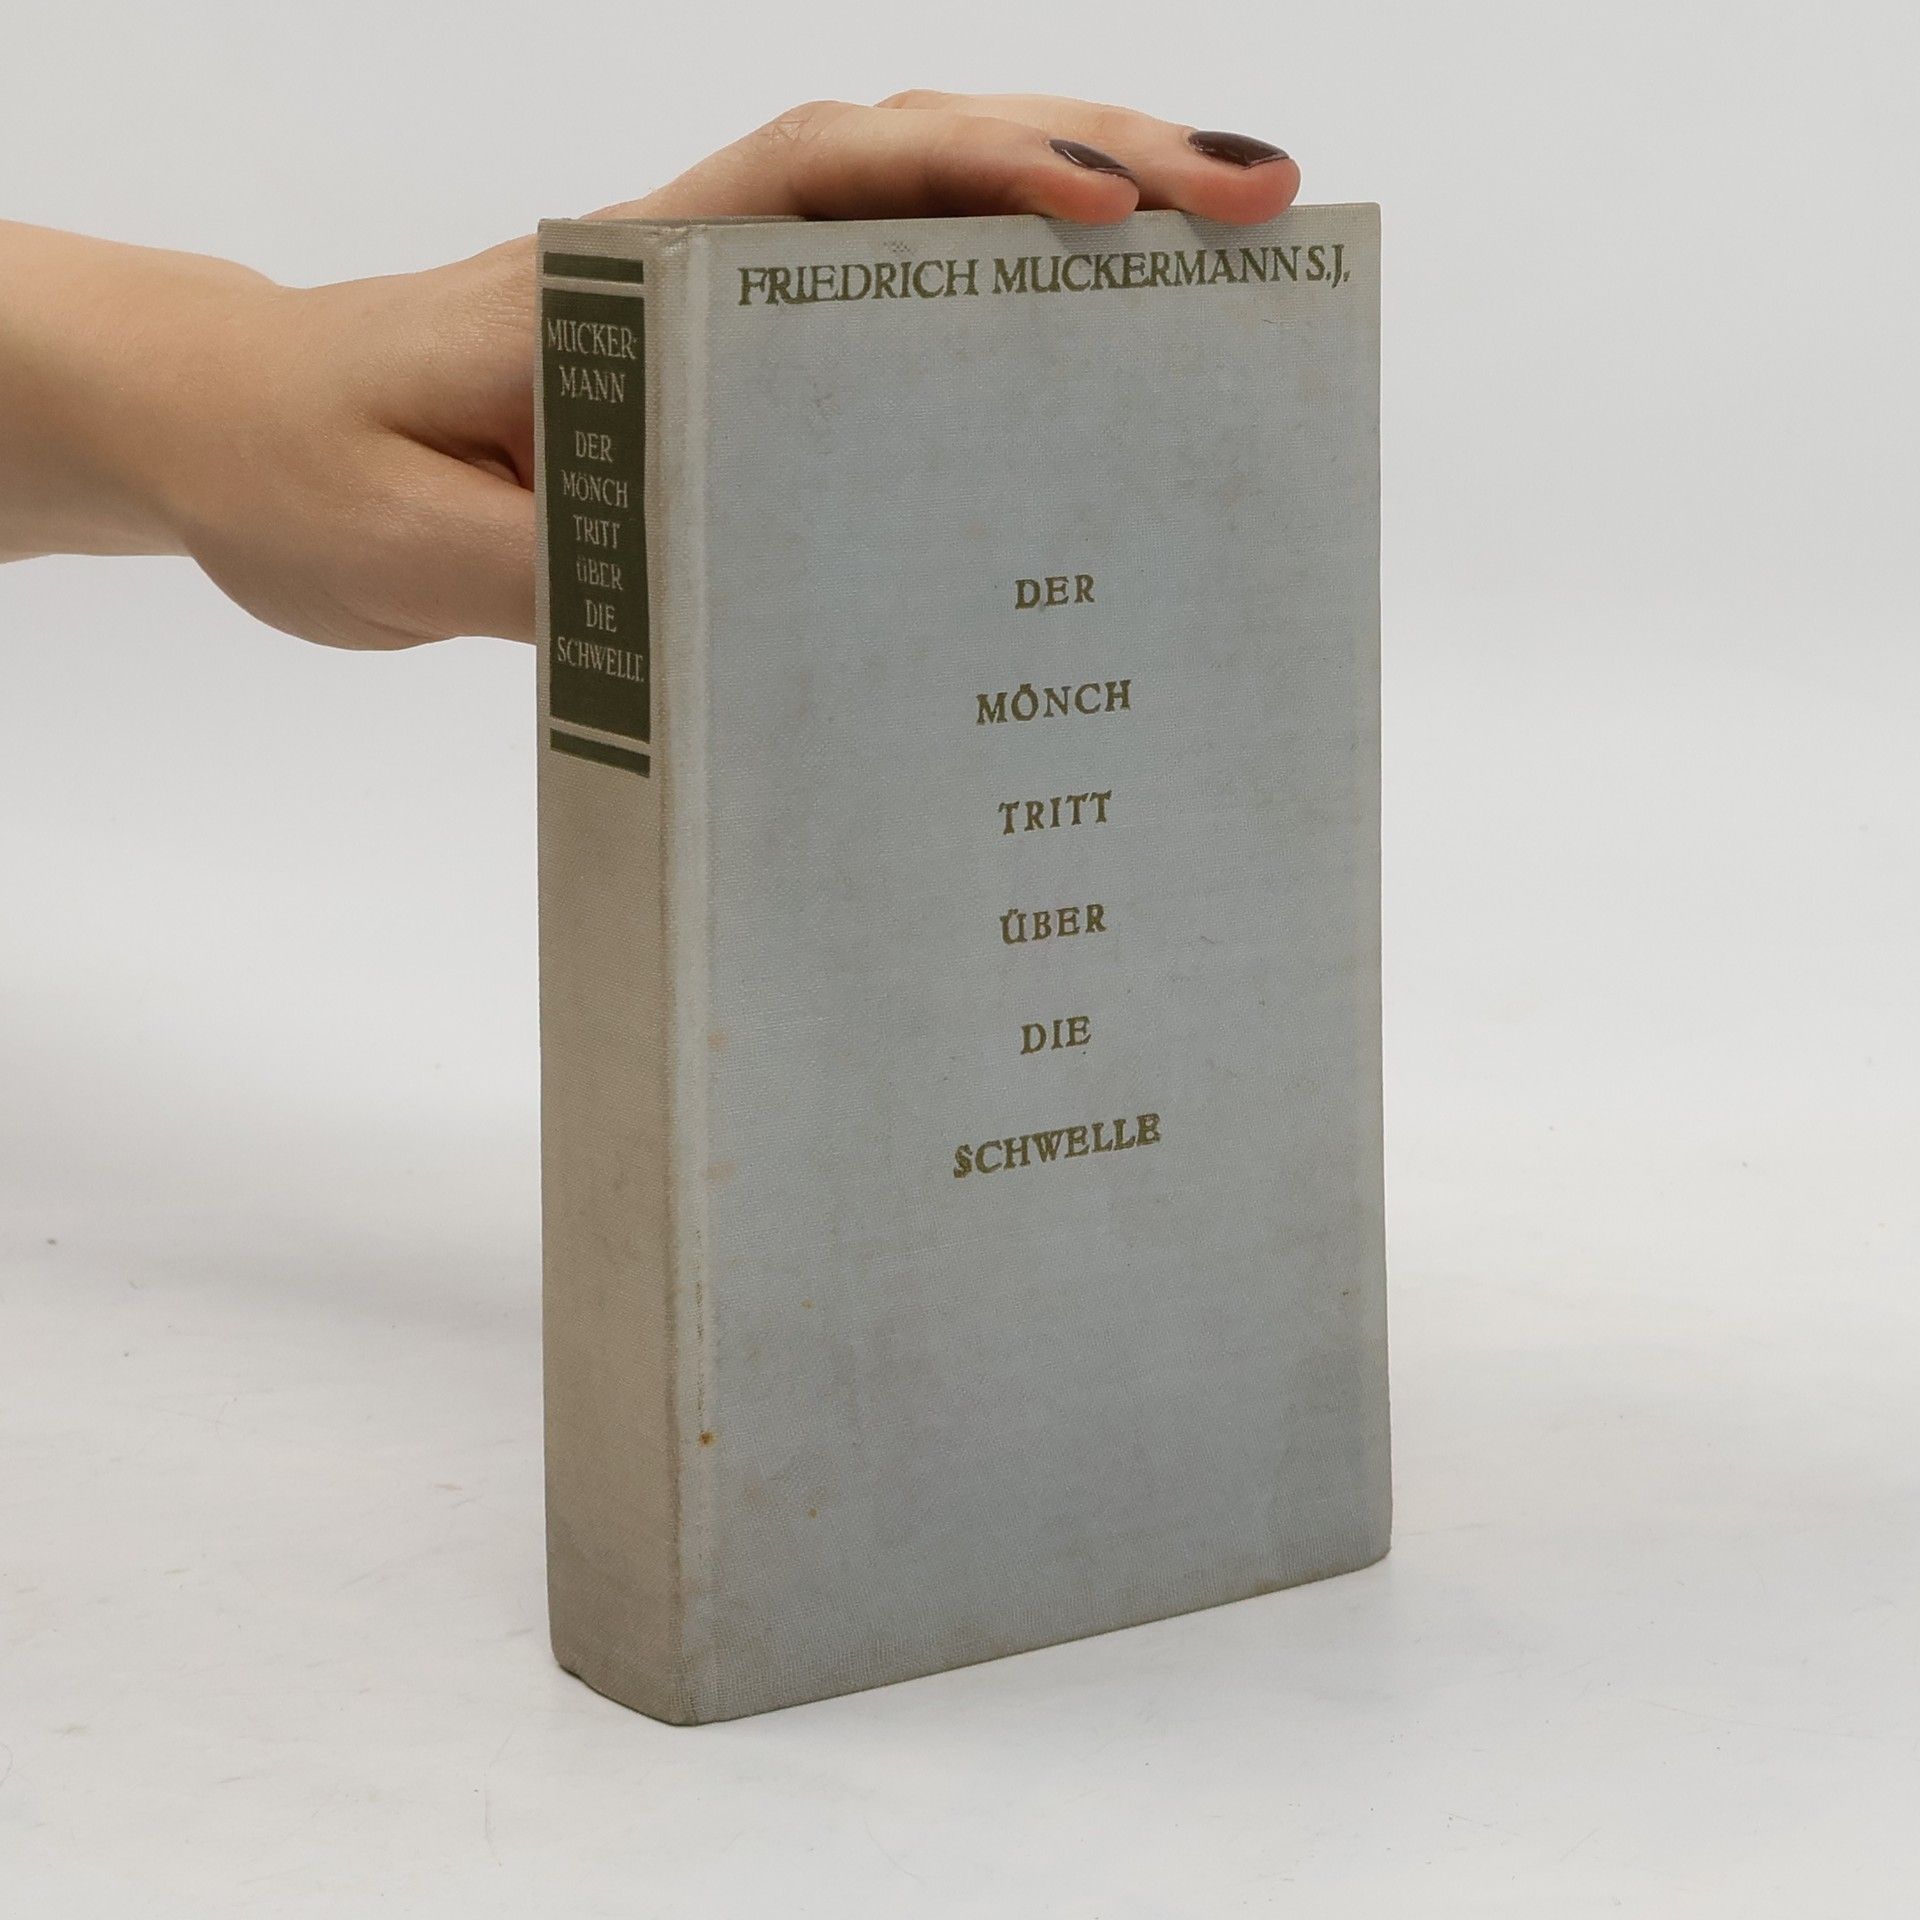 MUCKER-
MANN
DER
MÖNCH
TRITT
ÜBER
DIE
SCHWELLE
FRIEDRICH MUCKERMANN S.J.
DER
MÖNCH
TRITT
ÜBER
DIE
SCHWELLE